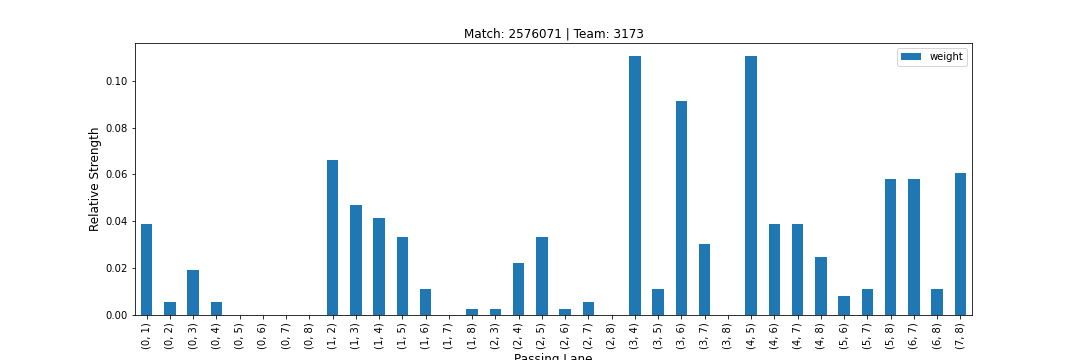 Match: 2576071 | Team: 3173
weight
Relative Strength
0.10
0.08
0.06
0.04
0.02
0.00
(0, 1) (0, 2) (0, 3) (0, 4) (0, 5) (0, 6) (0, 7) (0, 8) (1, 2) (1, 3) (1, 4) (1, 5) (1, 6) (1, 7) (1, 8) (2, 3) (2, 4) (2, 5) (2, 6) (2, 7) (2, 8) (3, 4) (3, 5) (3, 6) (3, 7) (3, 8) (4, 5) (4, 6) (4, 7) (4, 8) (5, 6) (5, 7) (5, 8) (6, 7) (6, 8) (7, 8)
Passing Lane